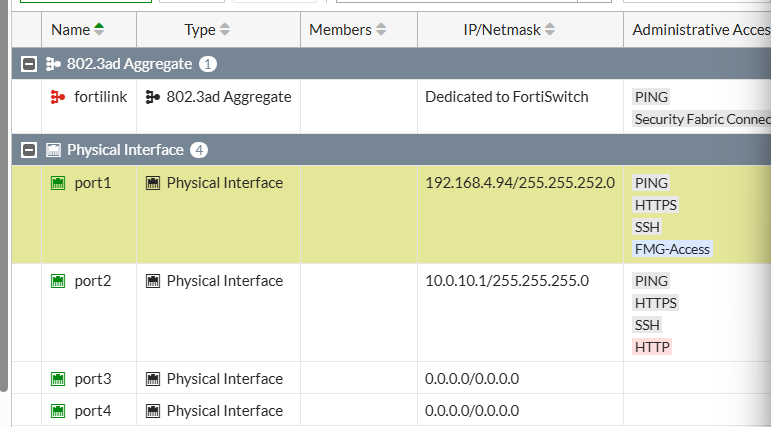 Name Type Members IP/Netmask Administrative Acces
802.3ad Aggregate 1
fortilink 802.3ad Aggregate Dedicated to FortiSwitch PING
Security Fabric Connec
Physical Interface 4
port1 Physical Interface 192.168.4.94/255.255.252.0 PING
HTTPS
SSH
FMG-Access
port2 Physical Interface 10.0.10.1/255.255.255.0 PING
HTTPS
SSH
HTTP
port3 Physical Interface 0.0.0.0/0.0.0.0
port4 Physical Interface 0.0.0.0/0.0.0.0